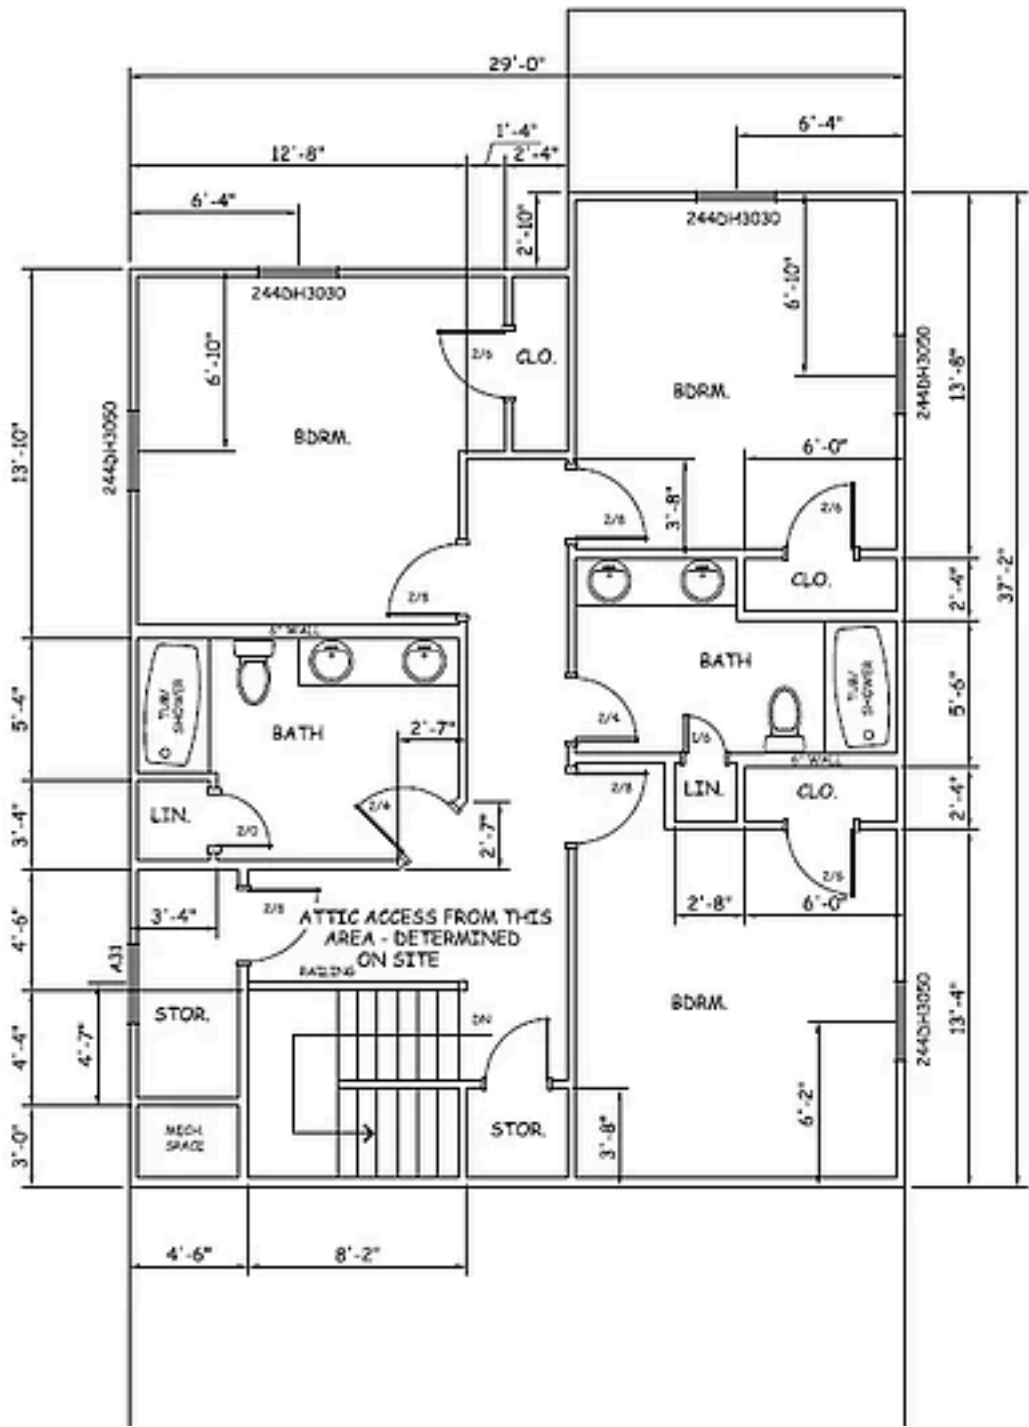 29'-0"
6'-4"
1'-4"
12'-8"
2'-4"
6'-4"
2'-10"
244DH3030
244DH3030
6'-10"
6'-10"
2/6
CLO.
244DH3050
13'-8"
BDRM.
244DH3050
13'-10"
BDRM.
6'-0"
3'-8"
2/6
2/8
37'-2"
CLO.
2'-4"
2/8
6" WALL
BATH
5'-6"
TUB/
SHOWER
5'-4"
TUB/
SHOWER
BATH
2'-7"
2/4
1/6
6" WALL
LIN.
CLO.
2'-4"
2/8
3'-4"
LIN.
2/0
2/4
2'-7"
2/6
2'-8"
6'-0"
4'-6"
3'-4"
2/8
ATTIC ACCESS FROM THIS
AREA - DETERMINED
ON SITE
A31
RAILING
STOR.
DN
BDRM.
244DH3050
13'-4"
4'-4"
4'-7"
6'-2"
3'-0"
MECH.
SPACE
STOR.
3'-8"
4'-6"
8'-2"